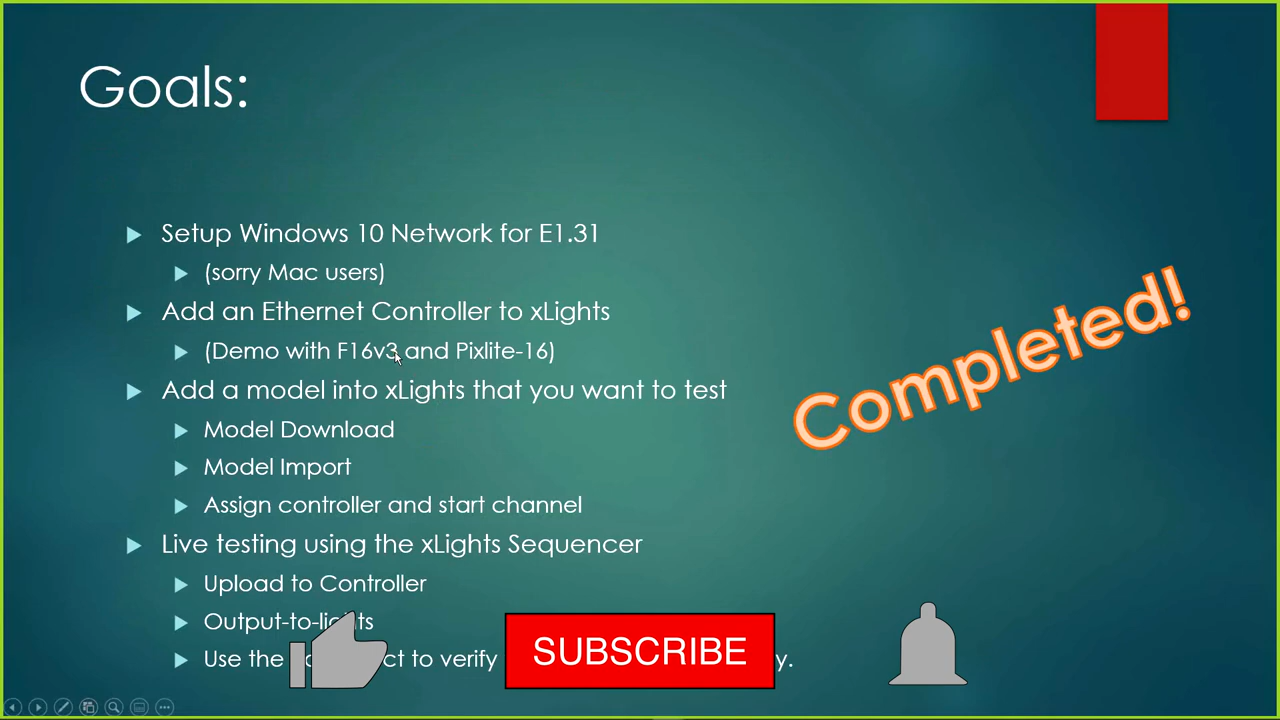 Goals:
Setup Windows 10 Network for E1.31
(sorry Mac users)
Add an Ethernet Controller to xLights
(Demo with F16v3 and Pixlite-16)
Completed!
Add a model into xLights that you want to test
Model Download
Model Import
Assign controller and start channel
Live testing using the xLights Sequencer
Upload to Controller
Output-to-lights
Use the to verify
SUBSCRIBE